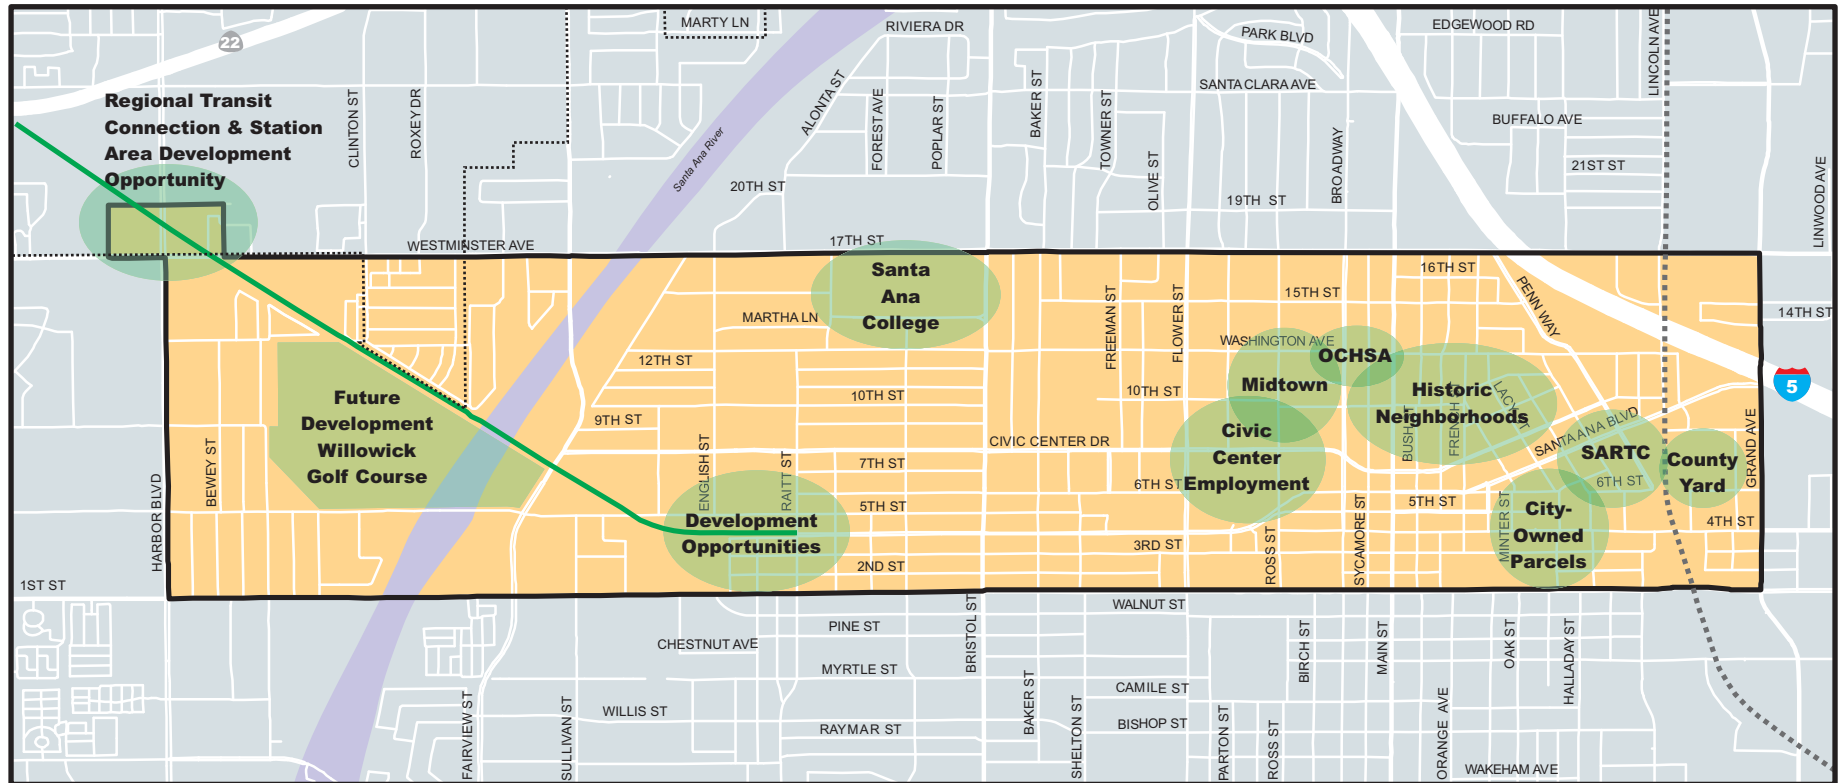 MARTY LN
RIVIERA DR
EDGEWOOD RD
LINCOLN AVE
22
PARK BLVD
SANTA CLARA AVE
Regional Transit
Connection & Station
Area Development
Opportunity
CLINTON ST
ROXEY DR
ALONTA ST
FOREST AVE
POPLAR ST
BAKER ST
TOWNER ST
OLIVE ST
BROADWAY
BUFFALO AVE
21ST ST
LINWOOD AVE
Santa Ana River
20TH ST
19TH ST
WESTMINSTER AVE
17TH ST
Santa
Ana
College
16TH ST
15TH ST
PENN WAY
14TH ST
MARTHA LN
FREEMAN ST
FLOWER ST
WASHINGTON AVE
OCHSA
12TH ST
10TH ST
10TH ST
Midtown
Historic
Neighborhoods
LACY ST
FRENCH ST
BUSH ST
5
Future
Development
Willowick
Golf Course
9TH ST
CIVIC CENTER DR
Civic
Center
Employment
SANTA ANA BLVD
SARTC
County
Yard
GRAND AVE
HARBOR BLVD
BEWEY ST
ENGLISH ST
RAITT ST
7TH ST
6TH ST
6TH ST
5TH ST
5TH ST
MINTER ST
City-
Owned
Parcels
4TH ST
Development
Opportunities
3RD ST
2ND ST
ROSS ST
SYCAMORE ST
1ST ST
WALNUT ST
PINE ST
CHESTNUT AVE
BRISTOL ST
MYRTLE ST
BIRCH ST
MAIN ST
OAK ST
HALLADAY ST
CAMILE ST
WILLIS ST
RAYMAR ST
BISHOP ST
FAIRVIEW ST
SULLIVAN ST
BAKER ST
SHELTON ST
PARTON ST
ROSS ST
ORANGE AVE
WAKEHAM AVE